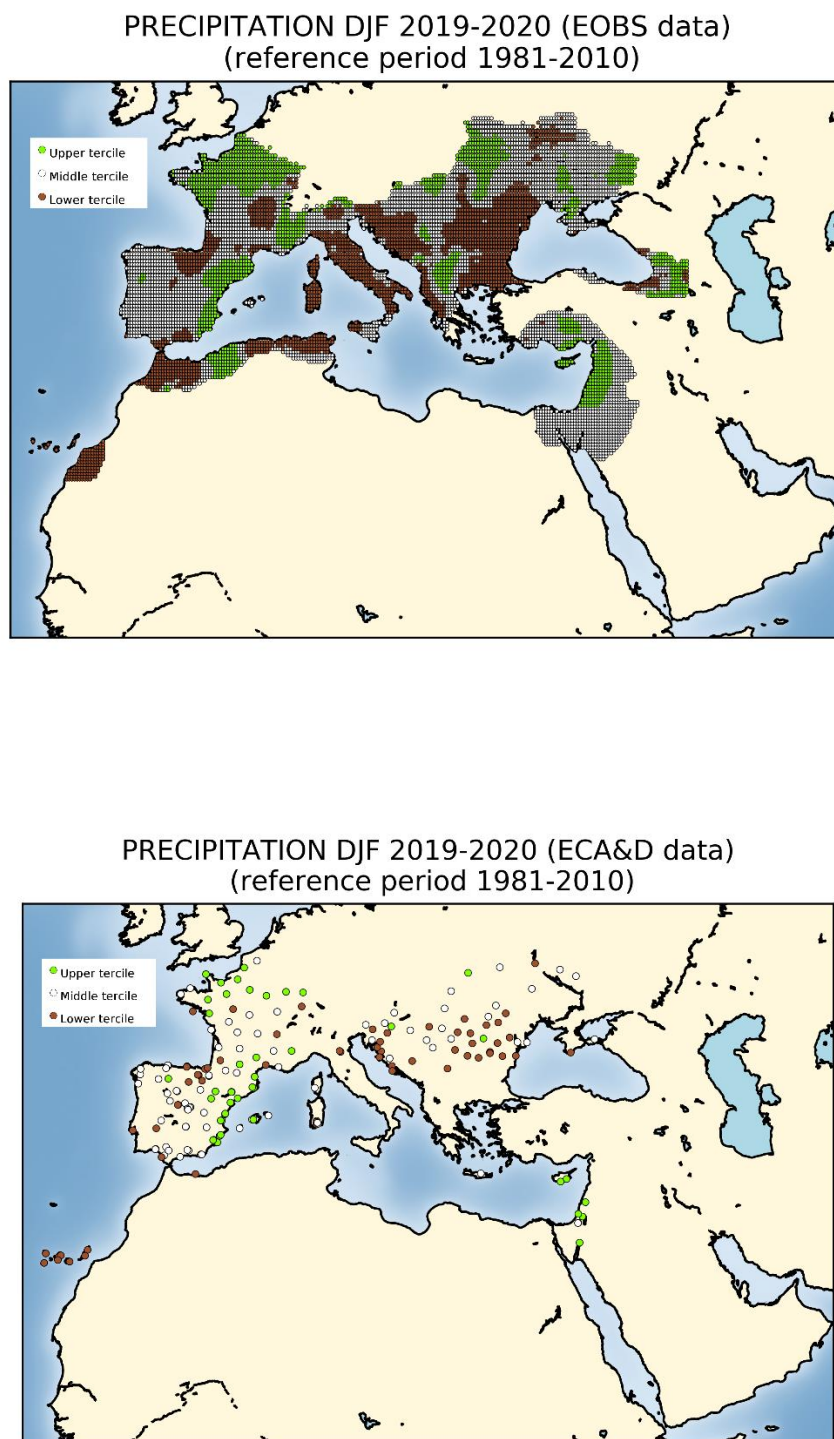 PRECIPITATION DJF 2019-2020 (EOBS data)
(reference period 1981-2010)
Upper tercile
Middle tercile
Lower tercile
PRECIPITATION DJF 2019-2020 (ECA&D data)
(reference period 1981-2010)
Upper tercile
Middle tercile
Lower tercile